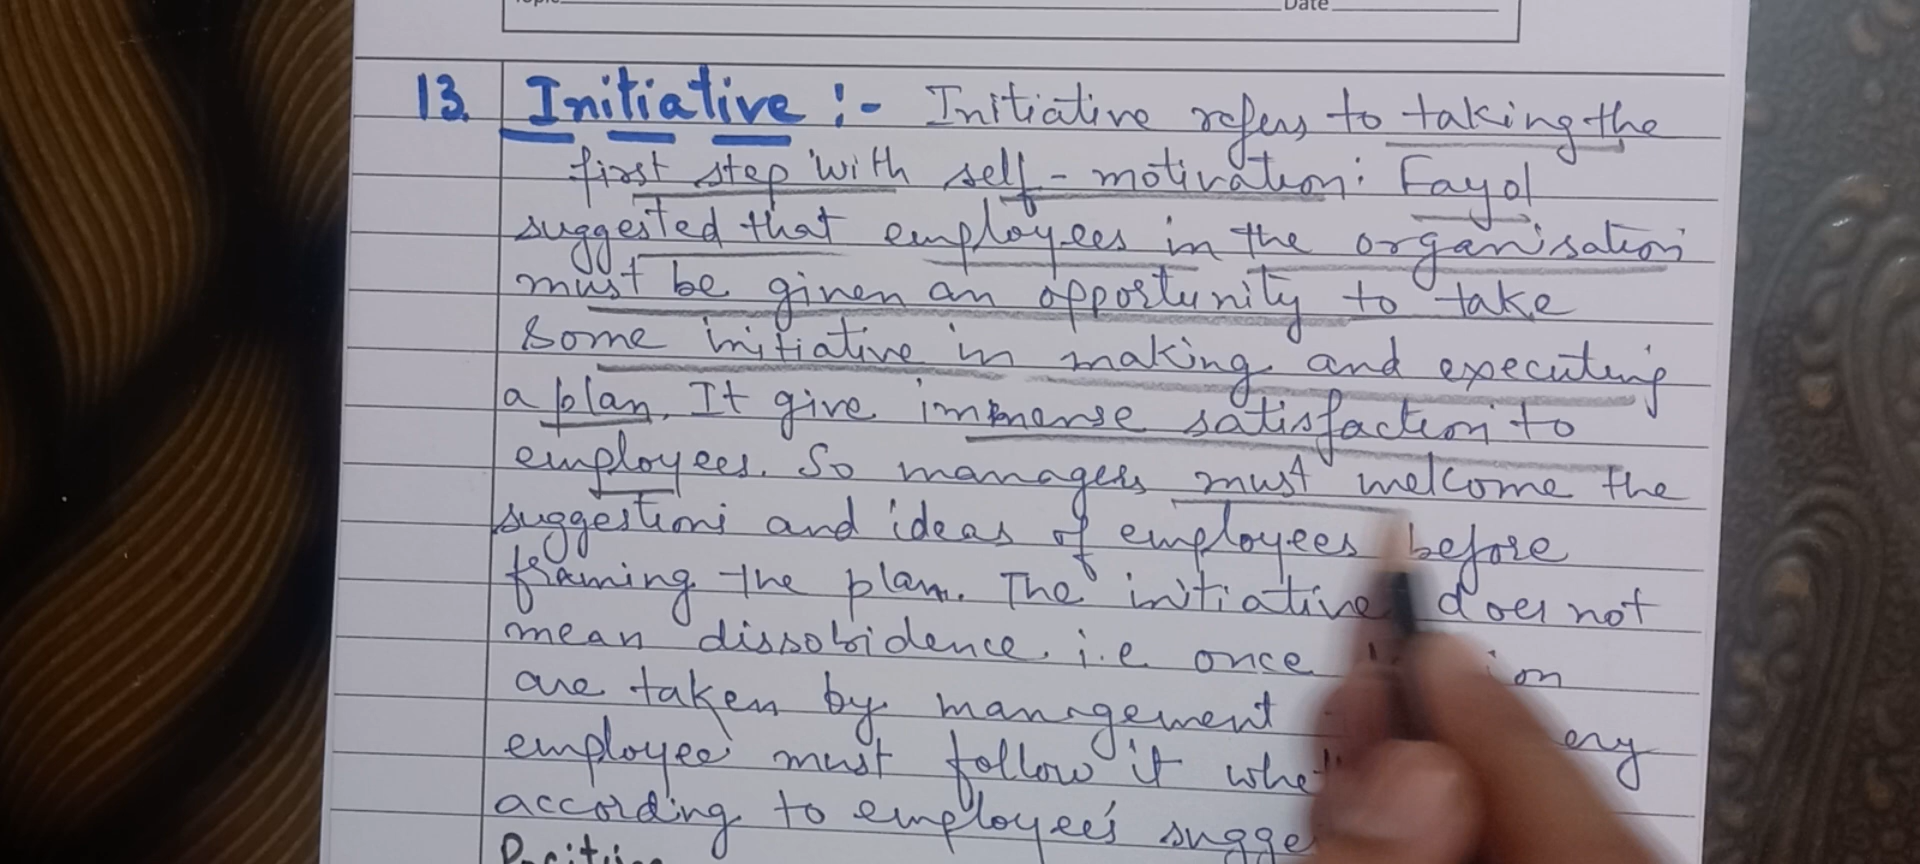 Topic Date
13. Initiative :- Initiative refers to taking the
first step with self-motivation. Fayol
suggested that employees in the organisation
must be given an opportunity to take
some initiative in making and executing
a plan. It give immense satisfaction to
employees. So managers must welcome the
suggestions and ideas of employees before
framing the plan. The initiative does not
mean dissobidence. i.e once
are taken by management
employee must follow it
according to employee's